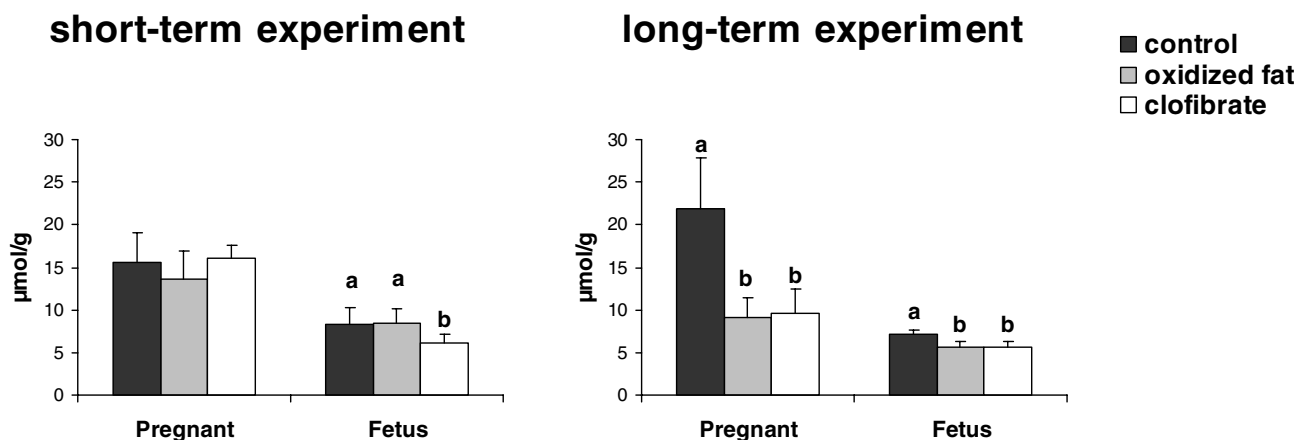 short-term experiment
long-term experiment
control
oxidized fat
clofibrate
30
25
20
15
10
5
0
µmol/g
a a b
Pregnant Fetus
30
25
20
15
10
5
0
µmol/g
a
b b
a b b
Pregnant Fetus